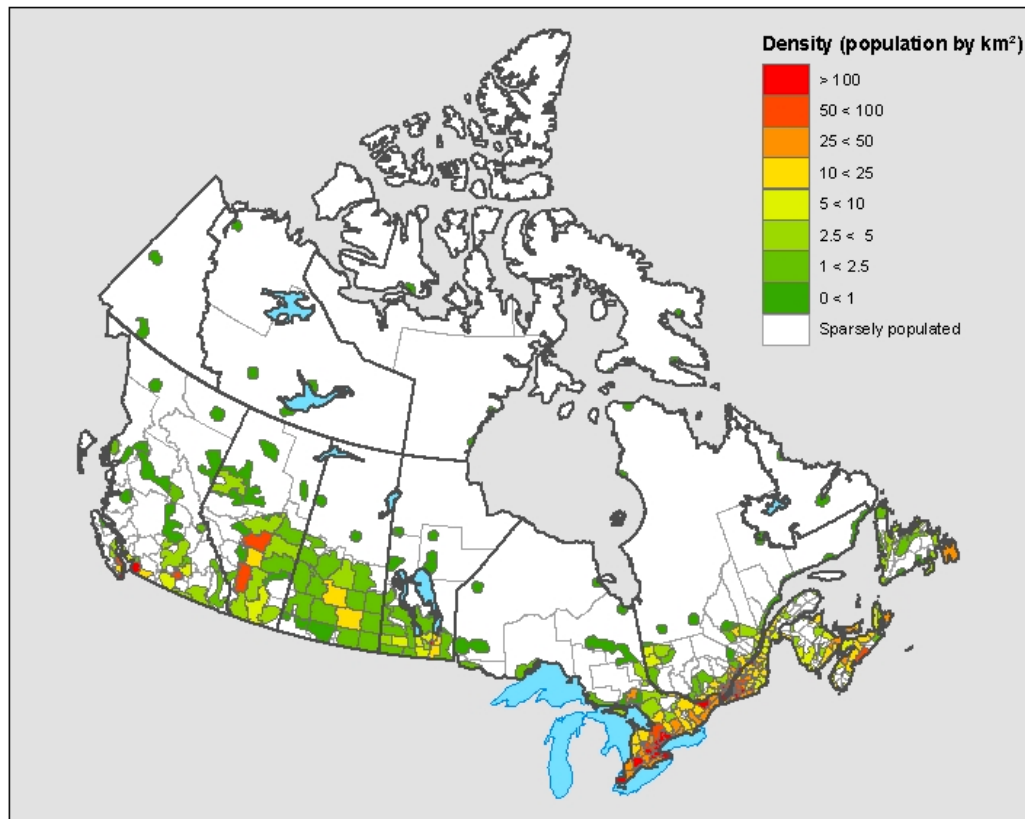 Density (population by km²)
> 100
50 < 100
25 < 50
10 < 25
5 < 10
2.5 < 5
1 < 2.5
0 < 1
Sparsely populated